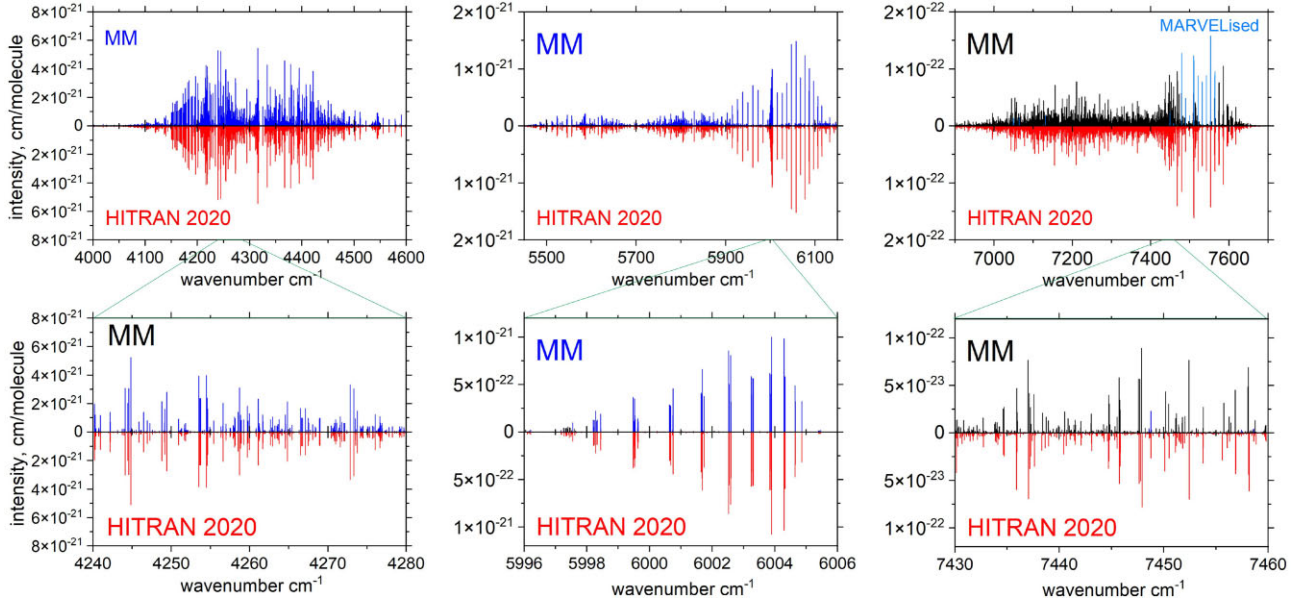 8×10-21
6×10-21
4×10-21
2×10-21
0
2×10-21
4×10-21
6×10-21
8×10-21
intensity, cm/molecule
MM
HITRAN 2020
4000 4100 4200 4300 4400 4500 4600
wavenumber cm-1
2×10-21
1×10-21
0
1×10-21
2×10-21
MM
HITRAN 2020
5500 5700 5900 6100
wavenumber cm-1
2×10-22
1×10-22
0
1×10-22
2×10-22
MM
MARVELised
HITRAN 2020
7000 7200 7400 7600
wavenumber cm-1
8×10-21
6×10-21
4×10-21
2×10-21
0
2×10-21
4×10-21
6×10-21
8×10-21
intensity, cm/molecule
MM
HITRAN 2020
4240 4250 4260 4270 4280
wavenumber cm-1
1×10-21
5×10-22
0
5×10-22
1×10-21
MM
HITRAN 2020
5996 5998 6000 6002 6004 6006
wavenumber cm-1
1×10-22
5×10-23
0
5×10-23
1×10-22
MM
HITRAN 2020
7430 7440 7450 7460
wavenumber cm-1